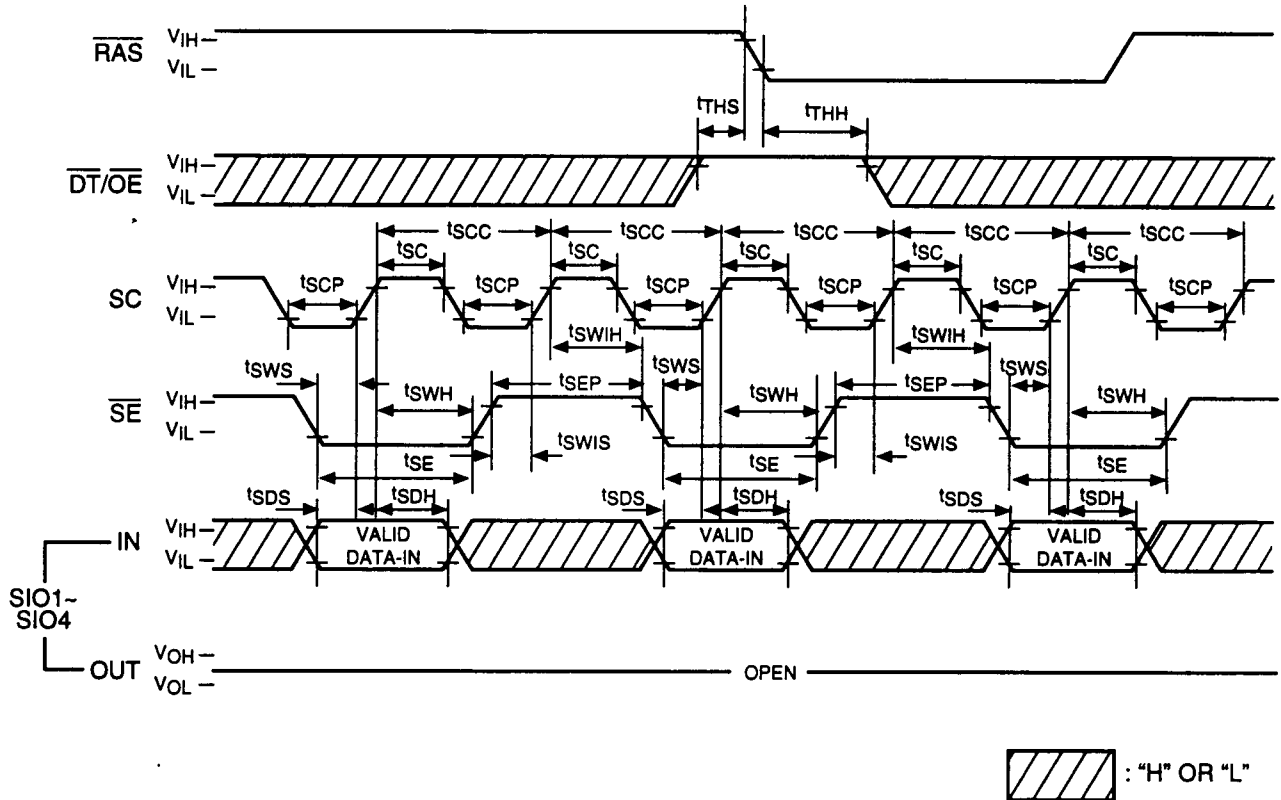 RAS VIH
VIL
tTHS tTHH
DT/OE VIH
VIL
tSCC tSCC tSCC tSCC tSCC
tSC tSC tSC tSC tSC
SC VIH tSCP tSCP tSCP tSCP tSCP tSCP
VIL
tSWIH tSWIH
tSWS tSWS tSWS
tSEP tSEP
SE VIH tSWH tSWH tSWH
VIL
tSWIS tSWIS
tSE tSE tSE
tSDS tSDH tSDS tSDH tSDS tSDH
IN VIH VALID VALID VALID
VIL DATA-IN DATA-IN DATA-IN
SIO1~
SIO4
OUT VOH
VOL OPEN
: "H" OR "L"